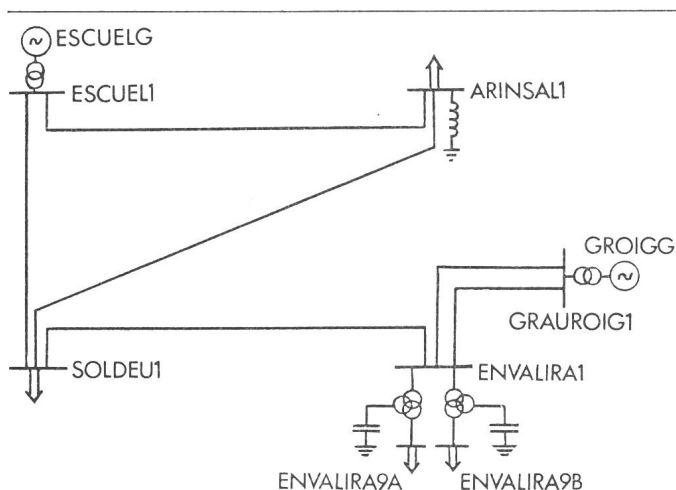 ESCUELG
ESCUEL1
ARINSAL1
GROIGG
GRAUROIG1
SOLDEU1
ENVALIRA1
ENVALIRA9A
ENVALIRA9B